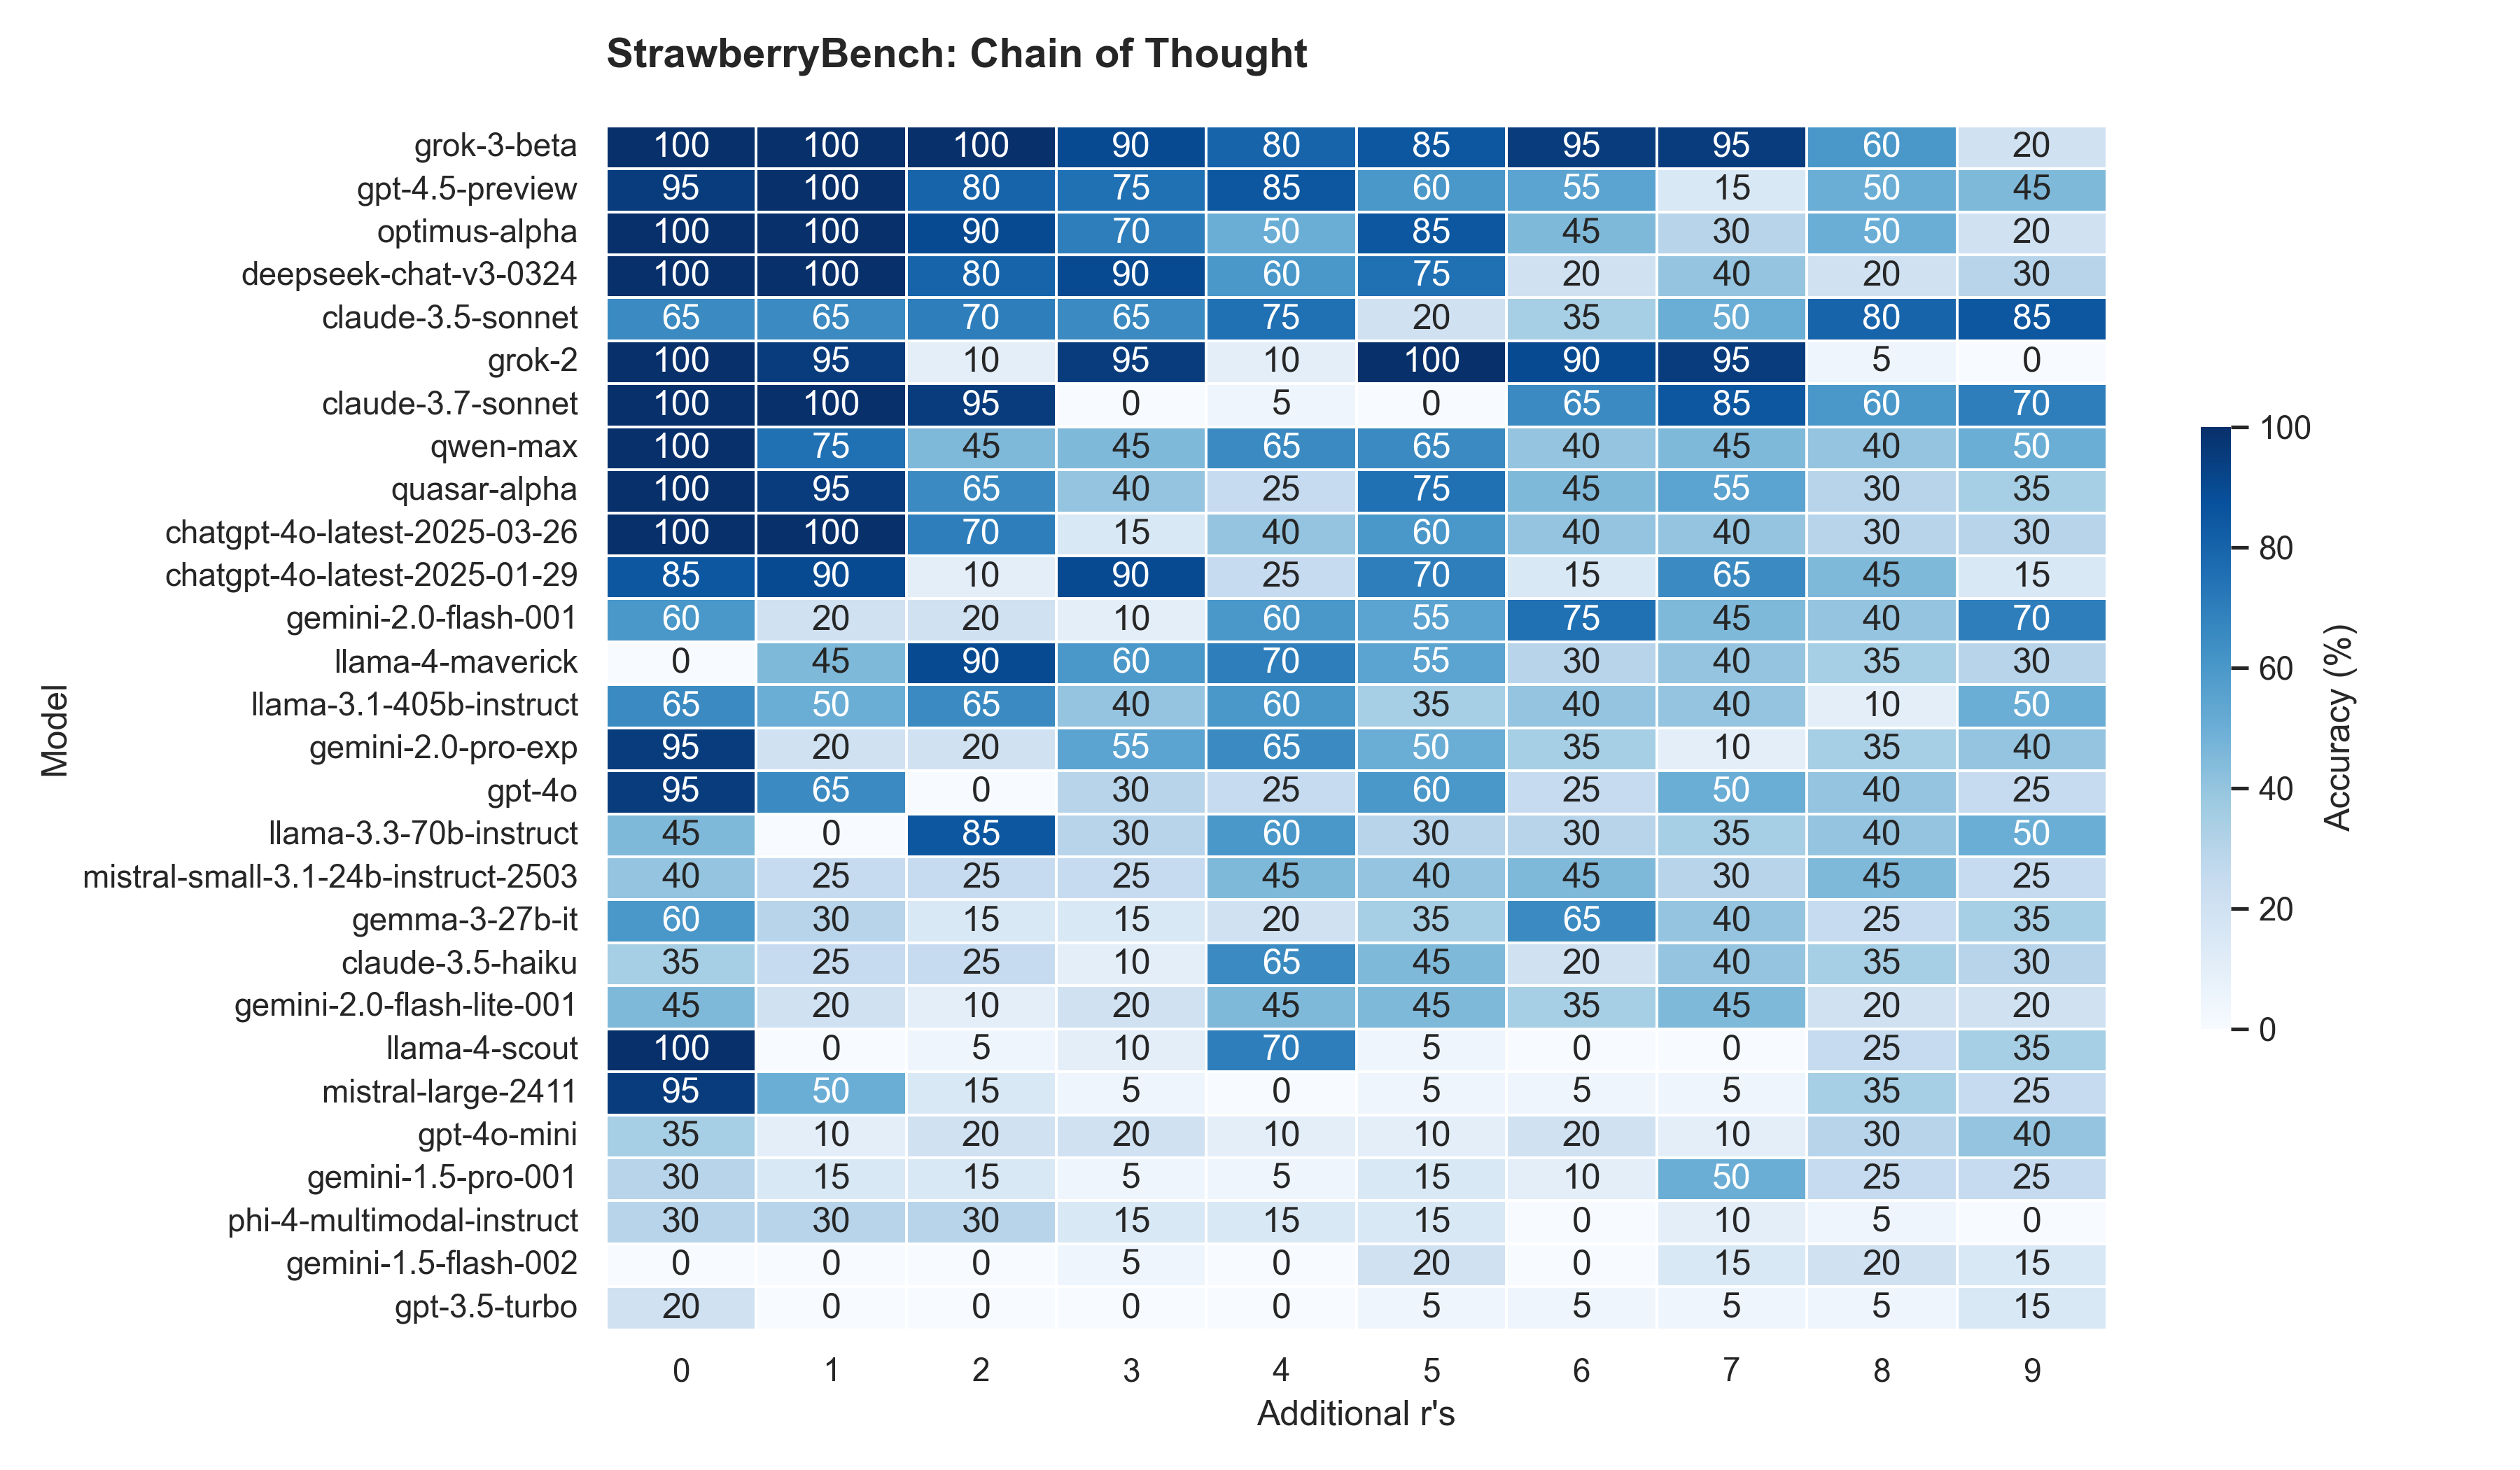 StrawberryBench: Chain of Thought
grok-3-beta 100 100 100 90 80 85 95 95 60 20
gpt-4.5-preview 95 100 80 75 85 60 55 15 50 45
optimus-alpha 100 100 90 70 50 85 45 30 50 20
deepseek-chat-v3-0324 100 100 80 90 60 75 20 40 20 30
claude-3.5-sonnet 65 65 70 65 75 20 35 50 80 85
grok-2 100 95 10 95 10 100 90 95 5 0
claude-3.7-sonnet 100 100 95 0 5 0 65 85 60 70
qwen-max 100 75 45 45 65 65 40 45 40 50
quasar-alpha 100 95 65 40 25 75 45 55 30 35
chatgpt-4o-latest-2025-03-26 100 100 70 15 40 60 40 40 30 30
chatgpt-4o-latest-2025-01-29 85 90 10 90 25 70 15 65 45 15
gemini-2.0-flash-001 60 20 20 10 60 55 75 45 40 70
llama-4-maverick 0 45 90 60 70 55 30 40 35 30
llama-3.1-405b-instruct 65 50 65 40 60 35 40 40 10 50
gemini-2.0-pro-exp 95 20 20 55 65 50 35 10 35 40
gpt-4o 95 65 0 30 25 60 25 50 40 25
llama-3.3-70b-instruct 45 0 85 30 60 30 30 35 40 50
mistral-small-3.1-24b-instruct-2503 40 25 25 25 45 40 45 30 45 25
gemma-3-27b-it 60 30 15 15 20 35 65 40 25 35
claude-3.5-haiku 35 25 25 10 65 45 20 40 35 30
gemini-2.0-flash-lite-001 45 20 10 20 45 45 35 45 20 20
llama-4-scout 100 0 5 10 70 5 0 0 25 35
mistral-large-2411 95 50 15 5 0 5 5 5 35 25
gpt-4o-mini 35 10 20 20 10 10 20 10 30 40
gemini-1.5-pro-001 30 15 15 5 5 15 10 50 25 25
phi-4-multimodal-instruct 30 30 30 15 15 15 0 10 5 0
gemini-1.5-flash-002 0 0 0 5 0 20 0 15 20 15
gpt-3.5-turbo 20 0 0 0 0 5 5 5 5 15
0 1 2 3 4 5 6 7 8 9
Additional r's
Model
100
80
60
40
20
0
Accuracy (%)